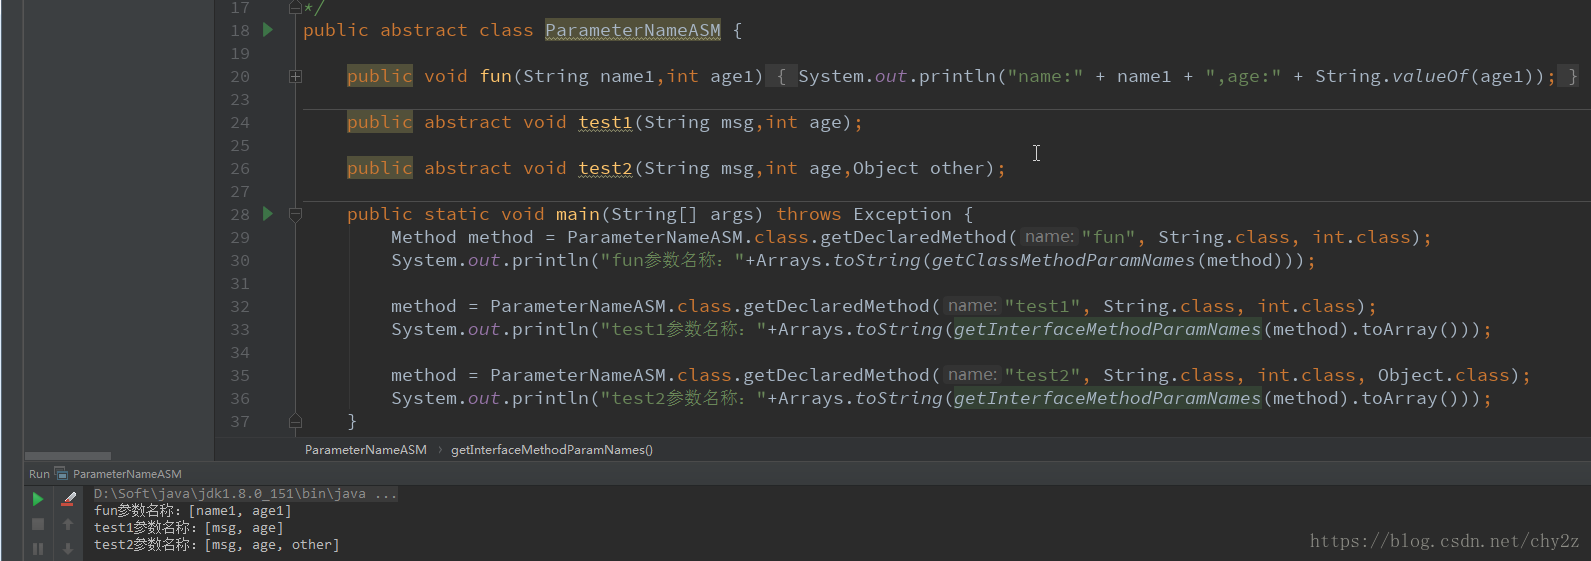 17 */
18 public abstract class ParameterNameASM {
19
20 public void fun(String name1,int age1) { System.out.println("name:" + name1 + ",age:" + String.valueOf(age1)); }
23
24 public abstract void test1(String msg,int age);
25
26 public abstract void test2(String msg,int age,Object other);
27
28 public static void main(String[] args) throws Exception {
29 Method method = ParameterNameASM.class.getDeclaredMethod( name: "fun", String.class, int.class);
30 System.out.println("fun参数名称："+Arrays.toString(getClassMethodParamNames(method)));
31
32 method = ParameterNameASM.class.getDeclaredMethod( name: "test1", String.class, int.class);
33 System.out.println("test1参数名称："+Arrays.toString(getInterfaceMethodParamNames(method).toArray()));
34
35 method = ParameterNameASM.class.getDeclaredMethod( name: "test2", String.class, int.class, Object.class);
36 System.out.println("test2参数名称："+Arrays.toString(getInterfaceMethodParamNames(method).toArray()));
37 }
ParameterNameASM › getInterfaceMethodParamNames()
Run ParameterNameASM
D:\Soft\java\jdk1.8.0_151\bin\java ...
fun参数名称：[name1, age1]
test1参数名称：[msg, age]
test2参数名称：[msg, age, other]
https://blog.csdn.net/chy2z